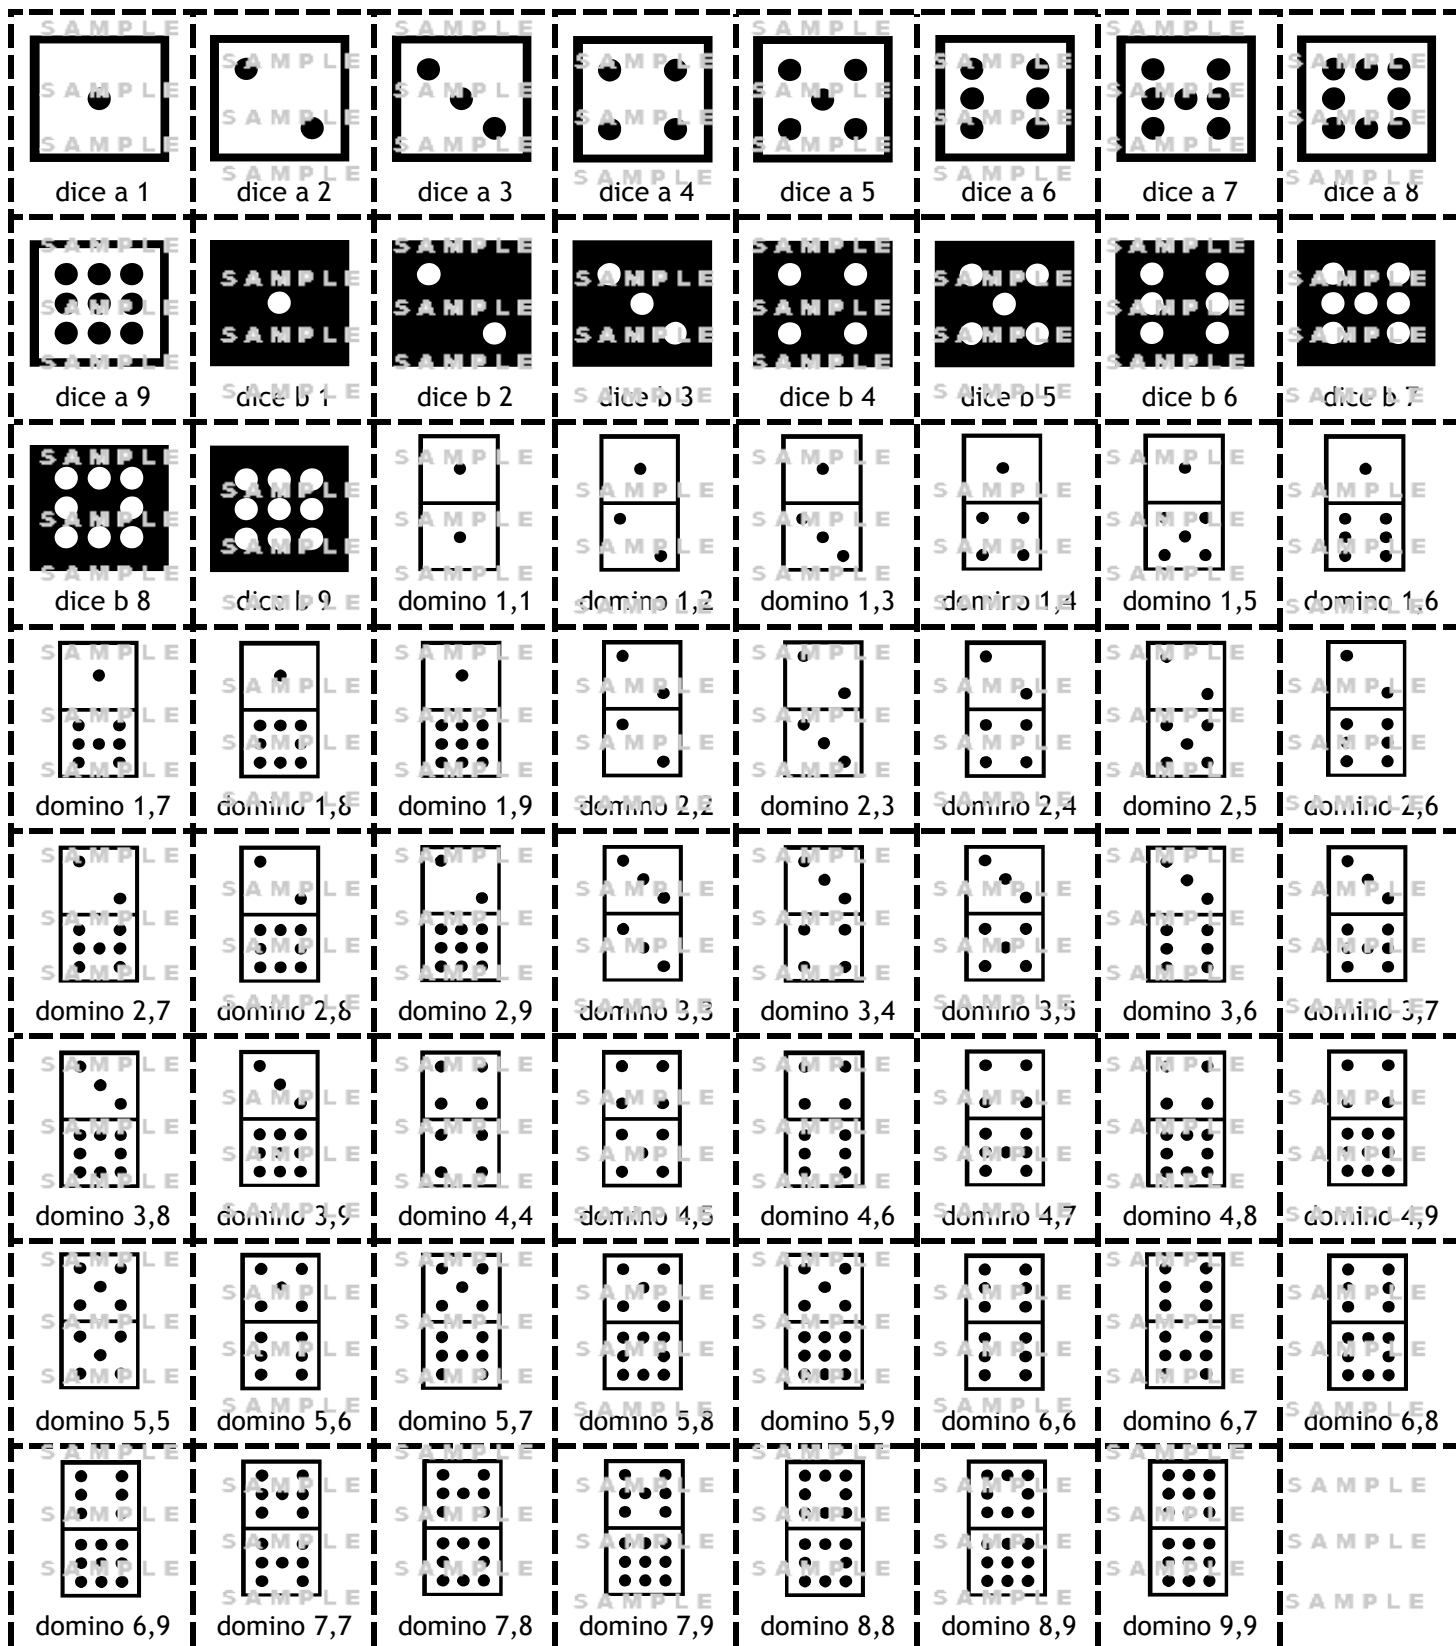 SAMPLE SAMPLE SAMPLE SAMPLE SAMPLE SAMPLE SAMPLE SAMPLE
dice a 1 dice a 2 dice a 3 dice a 4 dice a 5 dice a 6 dice a 7 dice a 8
dice a 9 dice b 1 dice b 2 dice b 3 dice b 4 dice b 5 dice b 6 dice b 7
dice b 8 dice b 9 domino 1,1 domino 1,2 domino 1,3 domino 1,4 domino 1,5 domino 1,6
domino 1,7 domino 1,8 domino 1,9 domino 2,2 domino 2,3 domino 2,4 domino 2,5 domino 2,6
domino 2,7 domino 2,8 domino 2,9 domino 3,3 domino 3,4 domino 3,5 domino 3,6 domino 3,7
domino 3,8 domino 3,9 domino 4,4 domino 4,5 domino 4,6 domino 4,7 domino 4,8 domino 4,9
domino 5,5 domino 5,6 domino 5,7 domino 5,8 domino 5,9 domino 6,6 domino 6,7 domino 6,8
domino 6,9 domino 7,7 domino 7,8 domino 7,9 domino 8,8 domino 8,9 domino 9,9